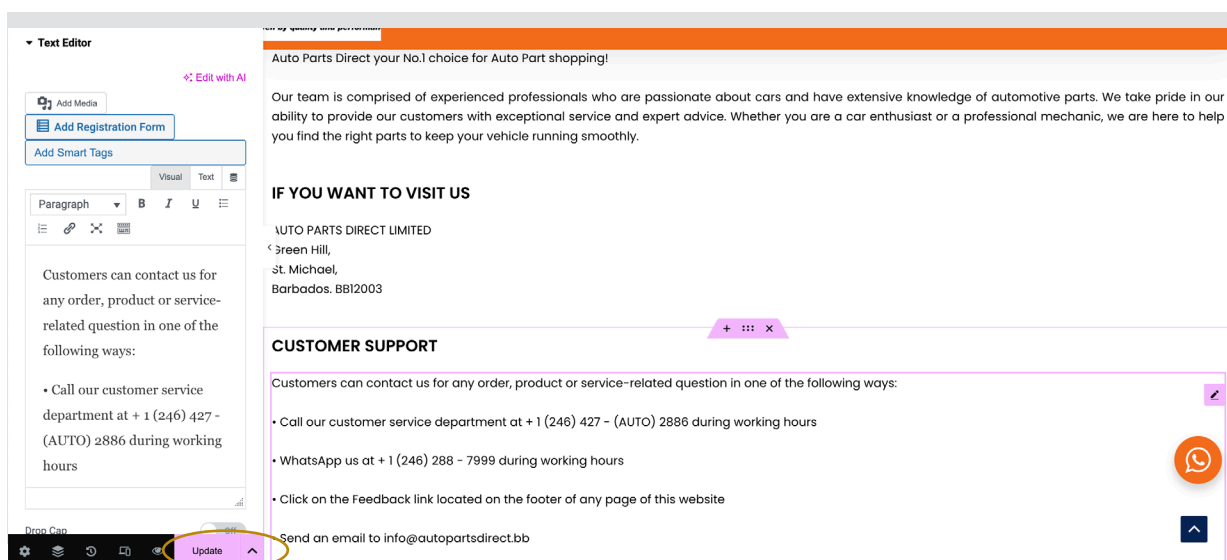 Text Editor
Edit with AI
Add Media
Add Registration Form
Add Smart Tags
Visual Text
Paragraph B I U
Customers can contact us for
any order, product or service-
related question in one of the
following ways:
• Call our customer service
department at + 1 (246) 427 -
(AUTO) 2886 during working
hours
Drop Cap
Off
Update
by quality and
Auto Parts Direct your No.1 choice for Auto Part shopping!
Our team is comprised of experienced professionals who are passionate about cars and have extensive knowledge of automotive parts. We take pride in our
ability to provide our customers with exceptional service and expert advice. Whether you are a car enthusiast or a professional mechanic, we are here to help
you find the right parts to keep your vehicle running smoothly.
IF YOU WANT TO VISIT US
AUTO PARTS DIRECT LIMITED
Green Hill,
St. Michael,
Barbados. BB12003
CUSTOMER SUPPORT
Customers can contact us for any order, product or service-related question in one of the following ways:
• Call our customer service department at + 1 (246) 427 - (AUTO) 2886 during working hours
• WhatsApp us at + 1 (246) 288 - 7999 during working hours
• Click on the Feedback link located on the footer of any page of this website
• Send an email to info@autopartsdirect.bb